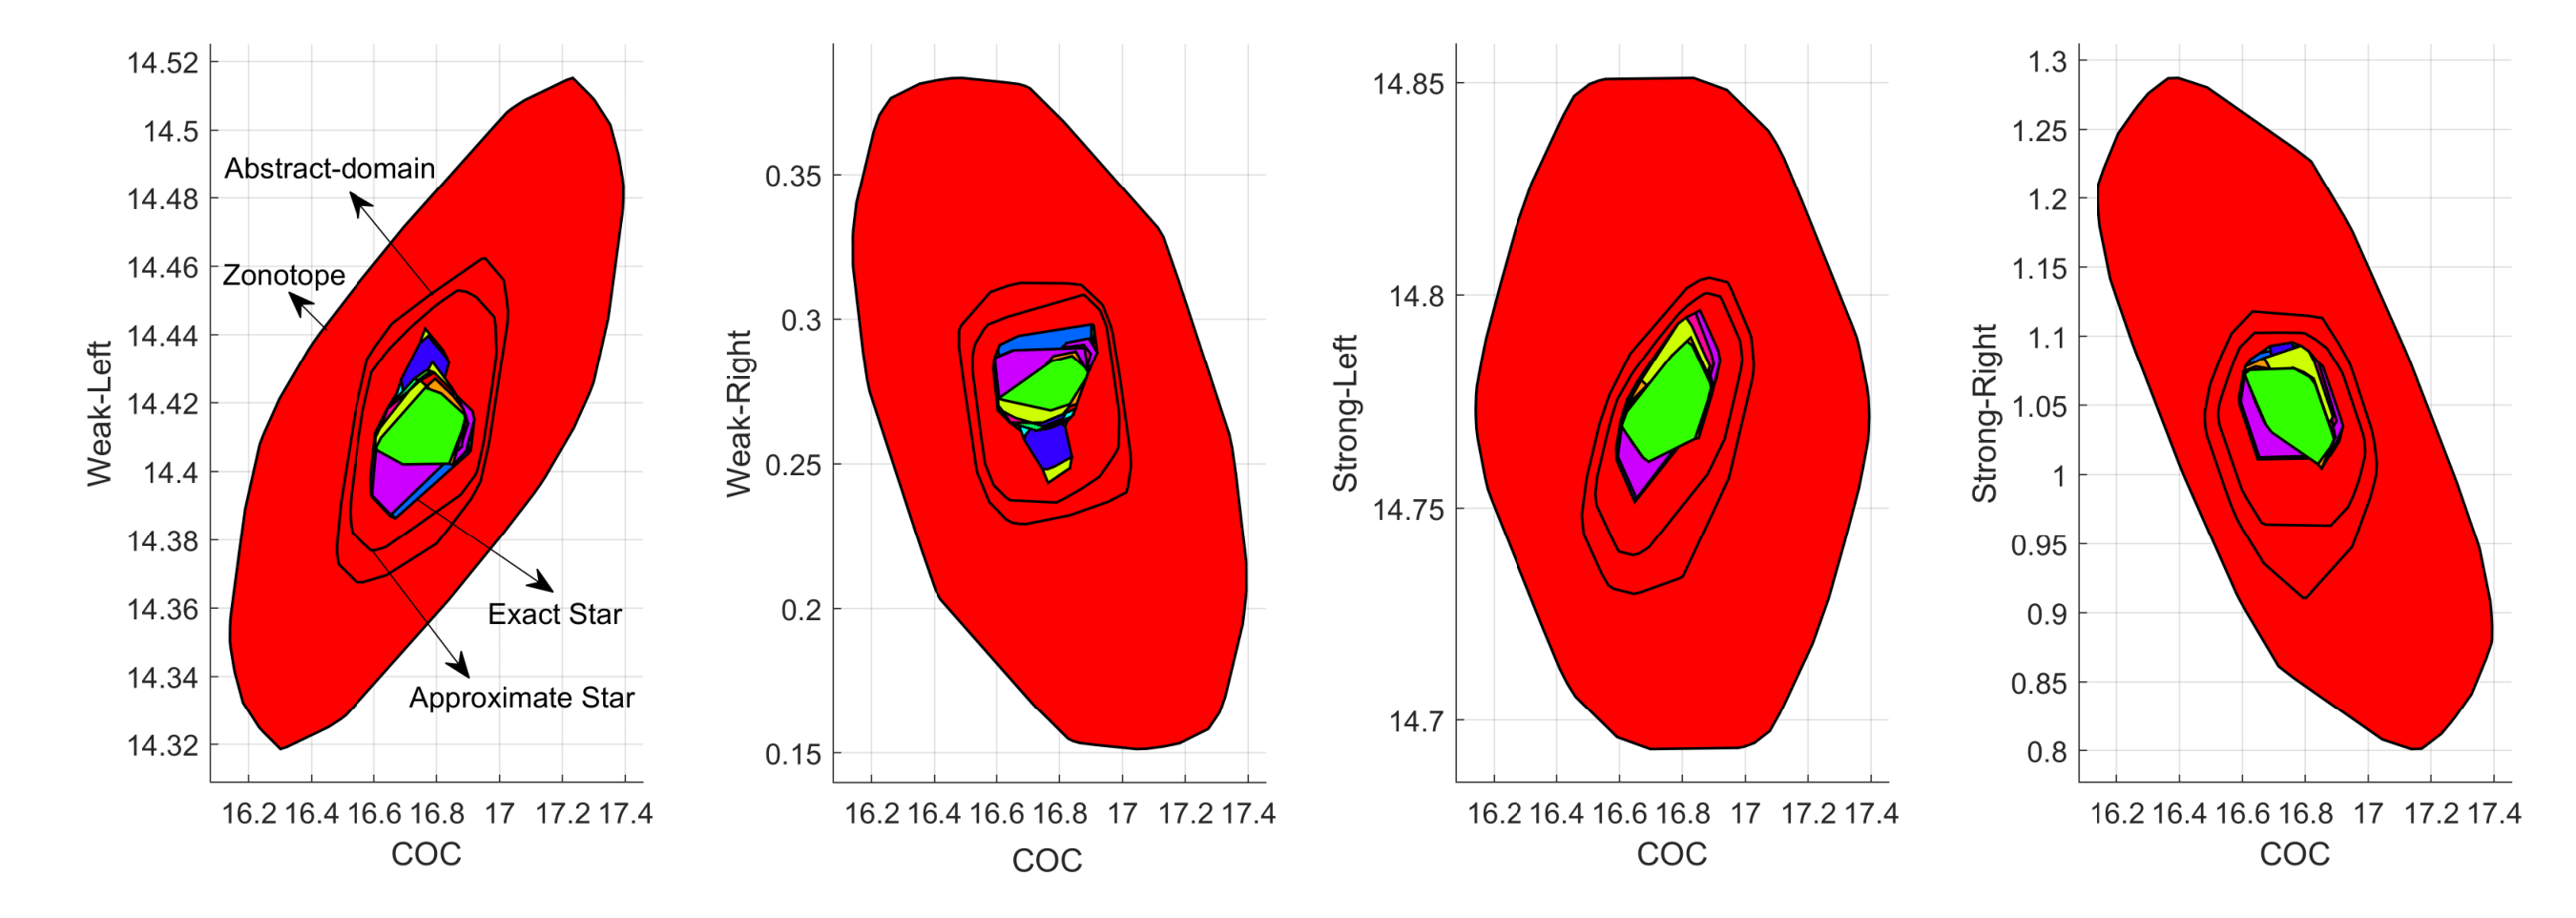 14.52
14.5
14.48
14.46
14.44
14.42
14.4
14.38
14.36
14.34
14.32
Weak-Left
Abstract-domain
Zonotope
Exact Star
Approximate Star
16.2 16.4 16.6 16.8 17 17.2 17.4
COC
0.35
0.3
0.25
0.2
0.15
Weak-Right
16.2 16.4 16.6 16.8 17 17.2 17.4
COC
14.85
14.8
14.75
14.7
Strong-Left
16.2 16.4 16.6 16.8 17 17.2 17.4
COC
1.3
1.25
1.2
1.15
1.1
1.05
1
0.95
0.9
0.85
0.8
Strong-Right
16.2 16.4 16.6 16.8 17 17.2 17.4
COC